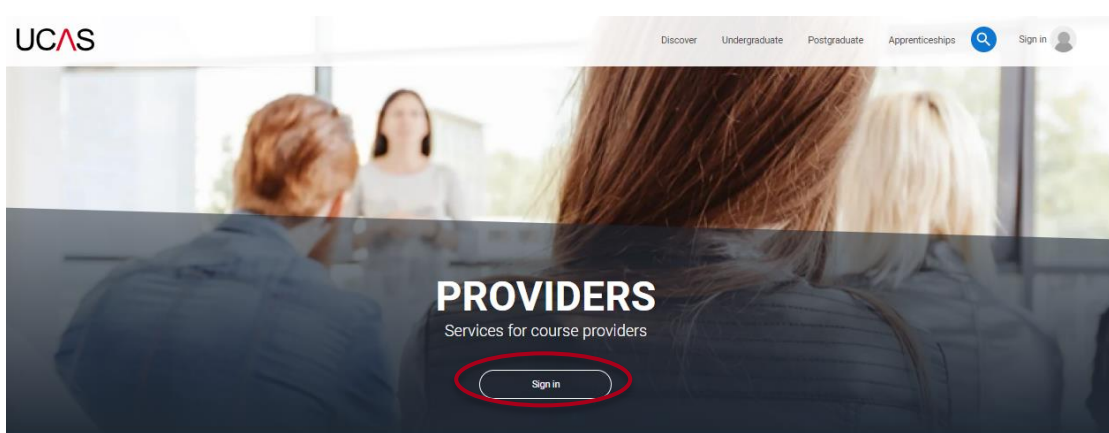 UCAS
Discover Undergraduate Postgraduate Apprenticeships Sign in
PROVIDERS
Services for course providers
Sign in